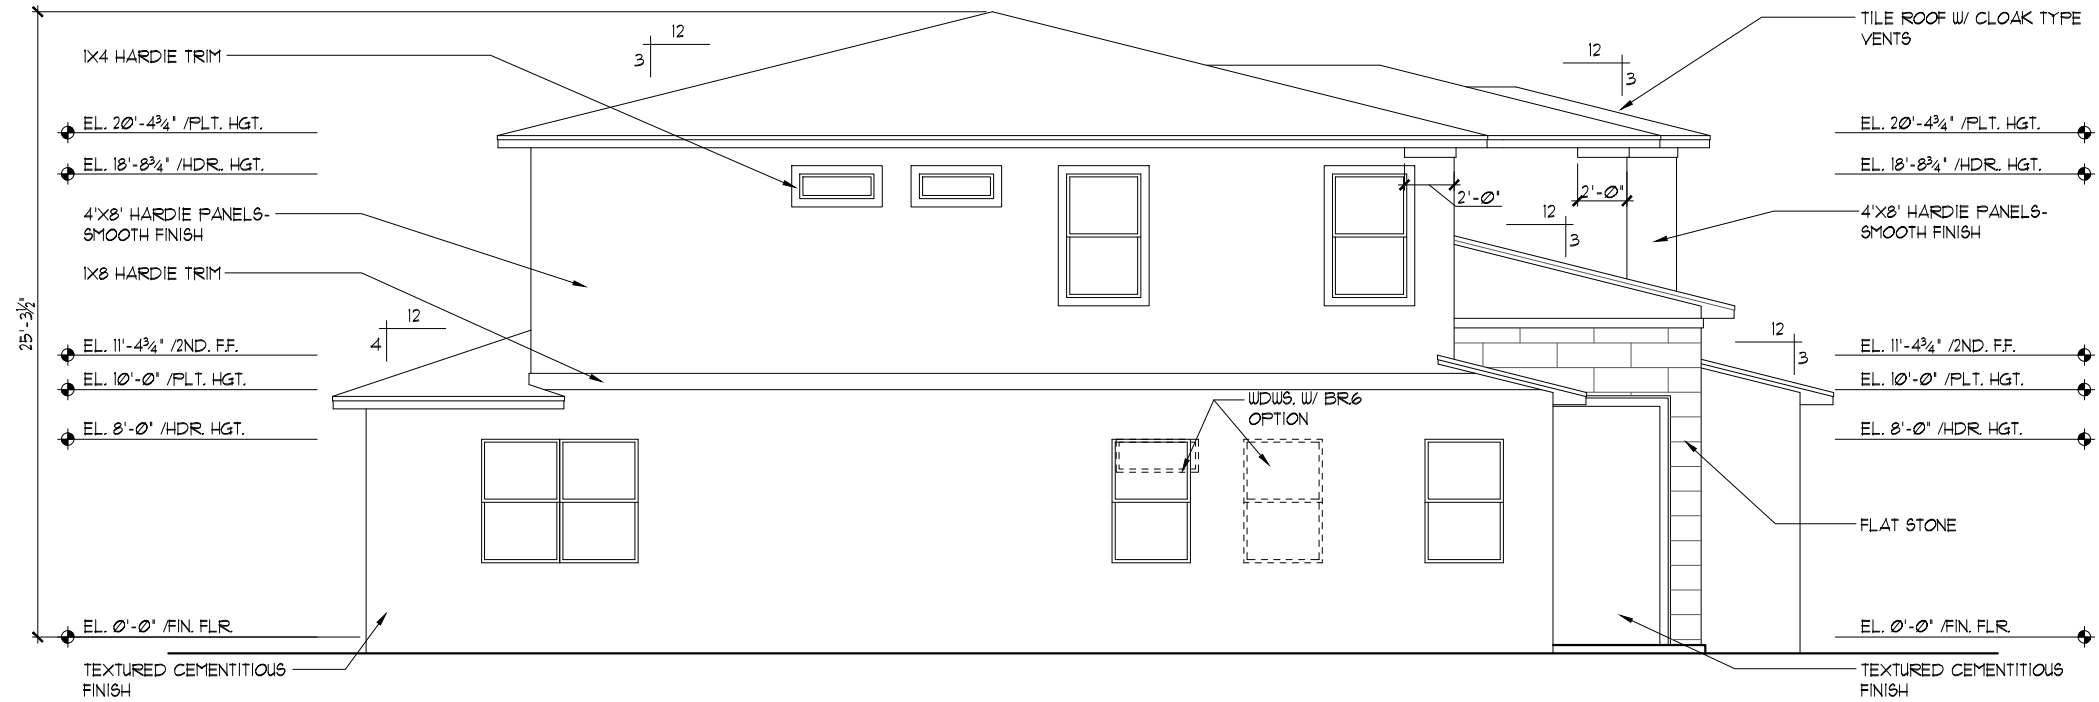 1X4 HARDIE TRIM
EL. 20'-4¾" /PLT. HGT.
EL. 18'-8¾" /HDR. HGT.
4'X8' HARDIE PANELS-
SMOOTH FINISH
1X8 HARDIE TRIM
25'-3½"
EL. 11'-4¾" /2ND. F.F.
EL. 10'-0" /PLT. HGT.
EL. 8'-0" /HDR. HGT.
EL. 0'-0" /FIN. FLR.
TEXTURED CEMENTITIOUS
FINISH
12
3
12
4
2'-0"
2'-0"
12
3
12
3
12
3
WDWS. W/ BR.6
OPTION
TILE ROOF W/ CLOAK TYPE
VENTS
EL. 20'-4¾" /PLT. HGT.
EL. 18'-8¾" /HDR. HGT.
4'X8' HARDIE PANELS-
SMOOTH FINISH
EL. 11'-4¾" /2ND. F.F.
EL. 10'-0" /PLT. HGT.
EL. 8'-0" /HDR. HGT.
FLAT STONE
EL. 0'-0" /FIN. FLR.
TEXTURED CEMENTITIOUS
FINISH